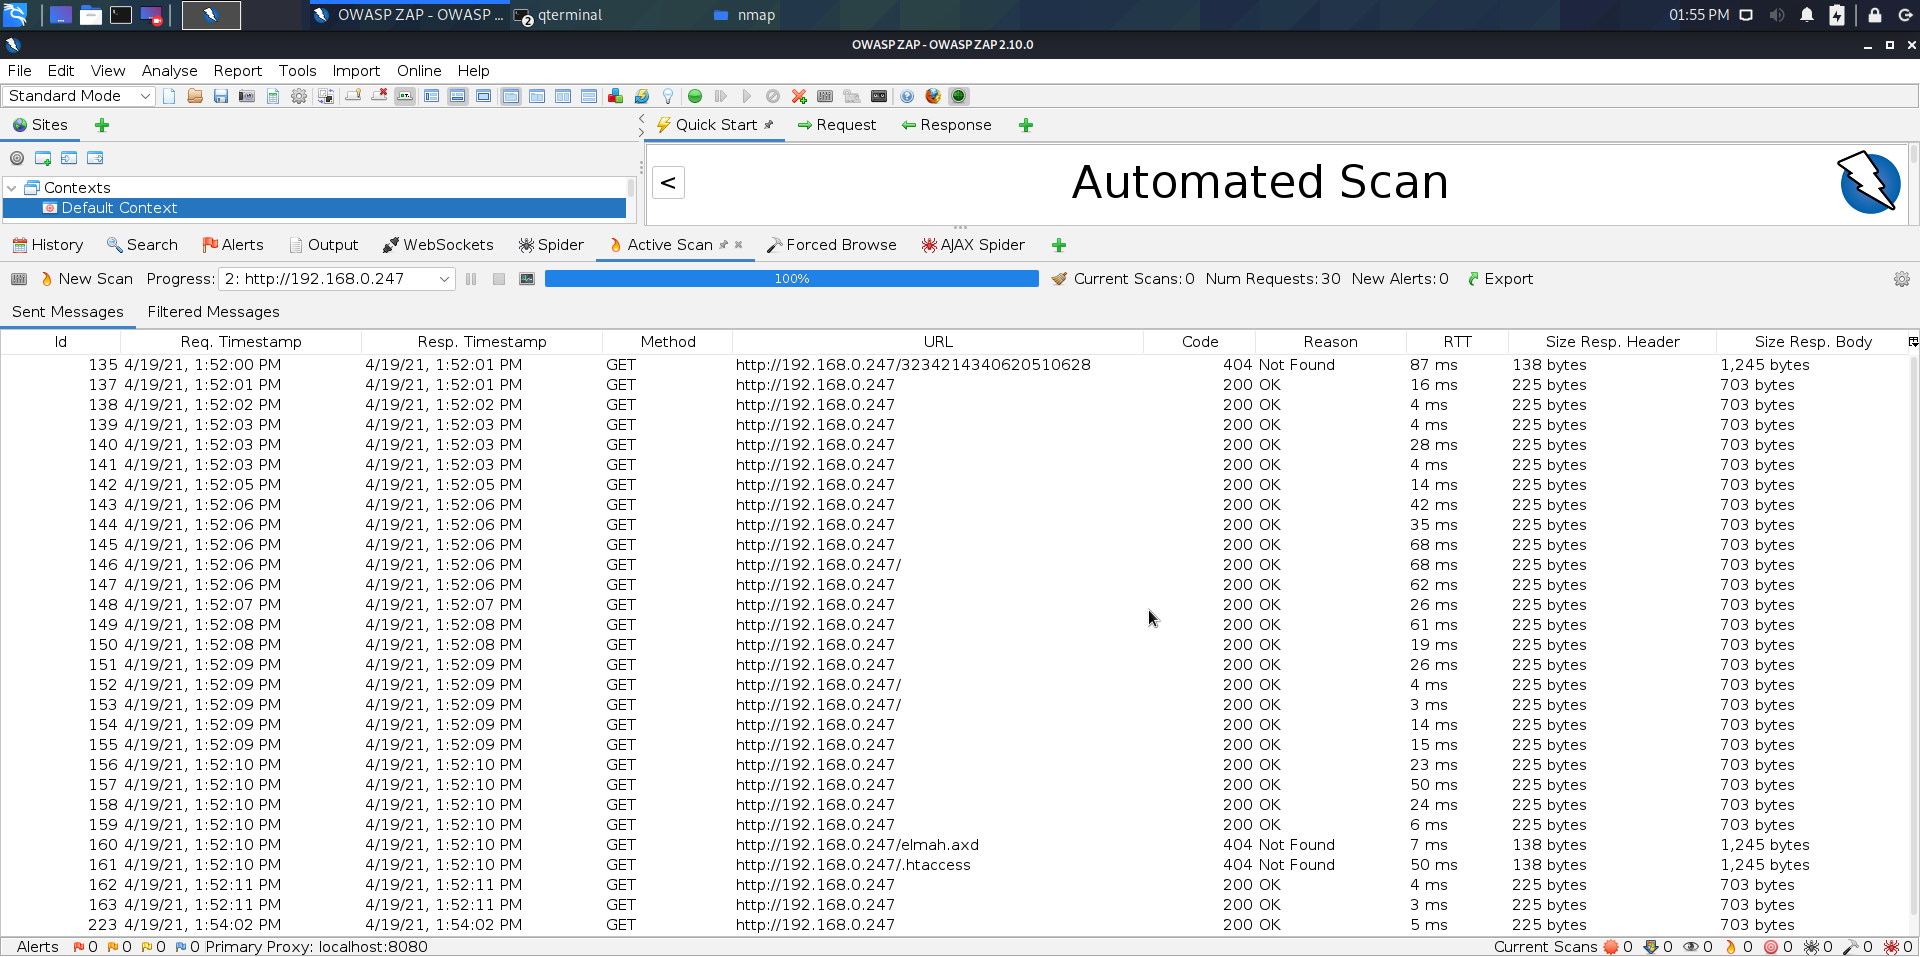 OWASP ZAP - OWASP ... 2 qterminal nmap 01:55 PM
OWASP ZAP - OWASP ZAP 2.10.0
File Edit View Analyse Report Tools Import Online Help
Standard Mode
Sites Quick Start Request Response
< Automated Scan
Contexts
Default Context
History Search Alerts Output WebSockets Spider Active Scan Forced Browse AJAX Spider
New Scan Progress: 2: http://192.168.0.247 100% Current Scans: 0 Num Requests: 30 New Alerts: 0 Export
Sent Messages Filtered Messages
Id Req. Timestamp Resp. Timestamp Method URL Code Reason RTT Size Resp. Header Size Resp. Body
135 4/19/21, 1:52:00 PM 4/19/21, 1:52:01 PM GET http://192.168.0.247/3234214340620510628 404 Not Found 87 ms 138 bytes 1,245 bytes
137 4/19/21, 1:52:01 PM 4/19/21, 1:52:01 PM GET http://192.168.0.247 200 OK 16 ms 225 bytes 703 bytes
138 4/19/21, 1:52:02 PM 4/19/21, 1:52:02 PM GET http://192.168.0.247 200 OK 4 ms 225 bytes 703 bytes
139 4/19/21, 1:52:03 PM 4/19/21, 1:52:03 PM GET http://192.168.0.247 200 OK 4 ms 225 bytes 703 bytes
140 4/19/21, 1:52:03 PM 4/19/21, 1:52:03 PM GET http://192.168.0.247 200 OK 28 ms 225 bytes 703 bytes
141 4/19/21, 1:52:03 PM 4/19/21, 1:52:03 PM GET http://192.168.0.247 200 OK 4 ms 225 bytes 703 bytes
142 4/19/21, 1:52:05 PM 4/19/21, 1:52:05 PM GET http://192.168.0.247 200 OK 14 ms 225 bytes 703 bytes
143 4/19/21, 1:52:06 PM 4/19/21, 1:52:06 PM GET http://192.168.0.247 200 OK 42 ms 225 bytes 703 bytes
144 4/19/21, 1:52:06 PM 4/19/21, 1:52:06 PM GET http://192.168.0.247 200 OK 35 ms 225 bytes 703 bytes
145 4/19/21, 1:52:06 PM 4/19/21, 1:52:06 PM GET http://192.168.0.247 200 OK 68 ms 225 bytes 703 bytes
146 4/19/21, 1:52:06 PM 4/19/21, 1:52:06 PM GET http://192.168.0.247/ 200 OK 68 ms 225 bytes 703 bytes
147 4/19/21, 1:52:06 PM 4/19/21, 1:52:06 PM GET http://192.168.0.247 200 OK 62 ms 225 bytes 703 bytes
148 4/19/21, 1:52:07 PM 4/19/21, 1:52:07 PM GET http://192.168.0.247 200 OK 26 ms 225 bytes 703 bytes
149 4/19/21, 1:52:08 PM 4/19/21, 1:52:08 PM GET http://192.168.0.247 200 OK 61 ms 225 bytes 703 bytes
150 4/19/21, 1:52:08 PM 4/19/21, 1:52:08 PM GET http://192.168.0.247 200 OK 19 ms 225 bytes 703 bytes
151 4/19/21, 1:52:09 PM 4/19/21, 1:52:09 PM GET http://192.168.0.247 200 OK 26 ms 225 bytes 703 bytes
152 4/19/21, 1:52:09 PM 4/19/21, 1:52:09 PM GET http://192.168.0.247/ 200 OK 4 ms 225 bytes 703 bytes
153 4/19/21, 1:52:09 PM 4/19/21, 1:52:09 PM GET http://192.168.0.247/ 200 OK 3 ms 225 bytes 703 bytes
154 4/19/21, 1:52:09 PM 4/19/21, 1:52:09 PM GET http://192.168.0.247 200 OK 14 ms 225 bytes 703 bytes
155 4/19/21, 1:52:09 PM 4/19/21, 1:52:09 PM GET http://192.168.0.247 200 OK 15 ms 225 bytes 703 bytes
156 4/19/21, 1:52:10 PM 4/19/21, 1:52:10 PM GET http://192.168.0.247 200 OK 23 ms 225 bytes 703 bytes
157 4/19/21, 1:52:10 PM 4/19/21, 1:52:10 PM GET http://192.168.0.247 200 OK 50 ms 225 bytes 703 bytes
158 4/19/21, 1:52:10 PM 4/19/21, 1:52:10 PM GET http://192.168.0.247 200 OK 24 ms 225 bytes 703 bytes
159 4/19/21, 1:52:10 PM 4/19/21, 1:52:10 PM GET http://192.168.0.247 200 OK 6 ms 225 bytes 703 bytes
160 4/19/21, 1:52:10 PM 4/19/21, 1:52:10 PM GET http://192.168.0.247/elmah.axd 404 Not Found 7 ms 138 bytes 1,245 bytes
161 4/19/21, 1:52:10 PM 4/19/21, 1:52:10 PM GET http://192.168.0.247/.htaccess 404 Not Found 50 ms 138 bytes 1,245 bytes
162 4/19/21, 1:52:11 PM 4/19/21, 1:52:11 PM GET http://192.168.0.247 200 OK 4 ms 225 bytes 703 bytes
163 4/19/21, 1:52:11 PM 4/19/21, 1:52:11 PM GET http://192.168.0.247 200 OK 3 ms 225 bytes 703 bytes
223 4/19/21, 1:54:02 PM 4/19/21, 1:54:02 PM GET http://192.168.0.247 200 OK 5 ms 225 bytes 703 bytes
Alerts 0 0 0 0 Primary Proxy: localhost:8080 Current Scans 0 0 0 0 0 0 0 0